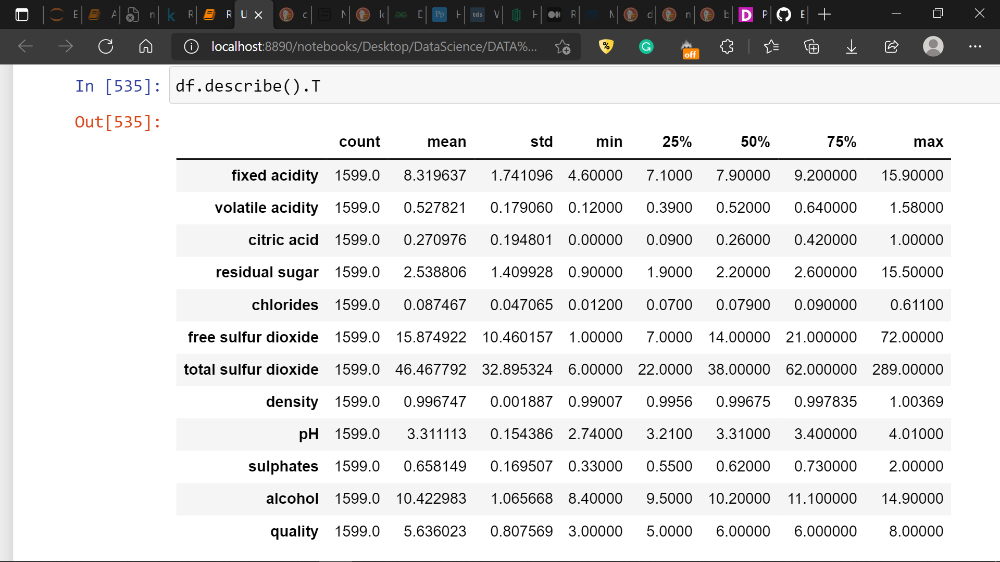 E A n R R U c N lc D Pp H tds V H R N d n b D P E
localhost:8890/notebooks/Desktop/DataScience/DATA%...
% G off
In [535]: df.describe().T
Out[535]:
count mean std min 25% 50% 75% max
fixed acidity 1599.0 8.319637 1.741096 4.60000 7.1000 7.90000 9.200000 15.90000
volatile acidity 1599.0 0.527821 0.179060 0.12000 0.3900 0.52000 0.640000 1.58000
citric acid 1599.0 0.270976 0.194801 0.00000 0.0900 0.26000 0.420000 1.00000
residual sugar 1599.0 2.538806 1.409928 0.90000 1.9000 2.20000 2.600000 15.50000
chlorides 1599.0 0.087467 0.047065 0.01200 0.0700 0.07900 0.090000 0.61100
free sulfur dioxide 1599.0 15.874922 10.460157 1.00000 7.0000 14.00000 21.000000 72.00000
total sulfur dioxide 1599.0 46.467792 32.895324 6.00000 22.0000 38.00000 62.000000 289.00000
density 1599.0 0.996747 0.001887 0.99007 0.9956 0.99675 0.997835 1.00369
pH 1599.0 3.311113 0.154386 2.74000 3.2100 3.31000 3.400000 4.01000
sulphates 1599.0 0.658149 0.169507 0.33000 0.5500 0.62000 0.730000 2.00000
alcohol 1599.0 10.422983 1.065668 8.40000 9.5000 10.20000 11.100000 14.90000
quality 1599.0 5.636023 0.807569 3.00000 5.0000 6.00000 6.000000 8.00000